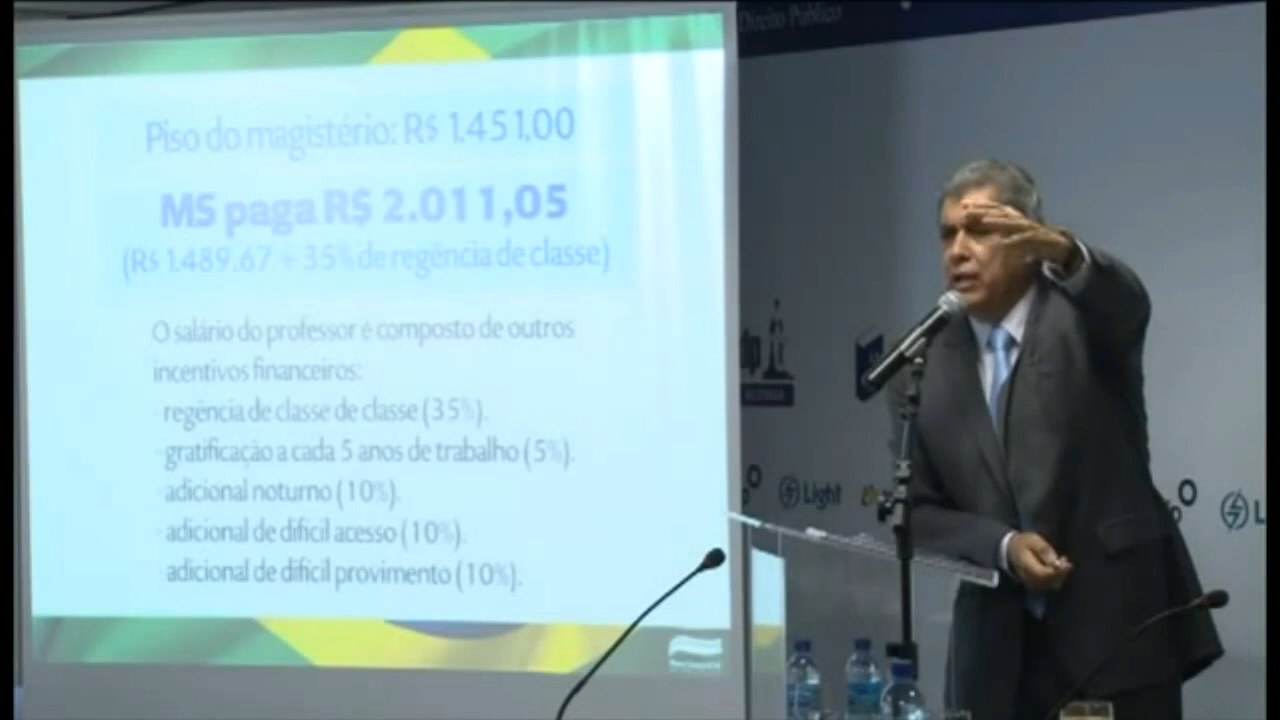 Direito Público
Piso do magistério: R$ 1.451,00
MS paga R$ 2.011,05
(R$ 1.489,67 + 35% de regência de classe)
O salário do professor é composto de outros
incentivos financeiros:
regência de classe de classe (35%).
gratificação a cada 5 anos de trabalho (5%).
adicional noturno (10%).
adicional de difícil acesso (10%).
adicional de difícil provimento (10%).
Light
L